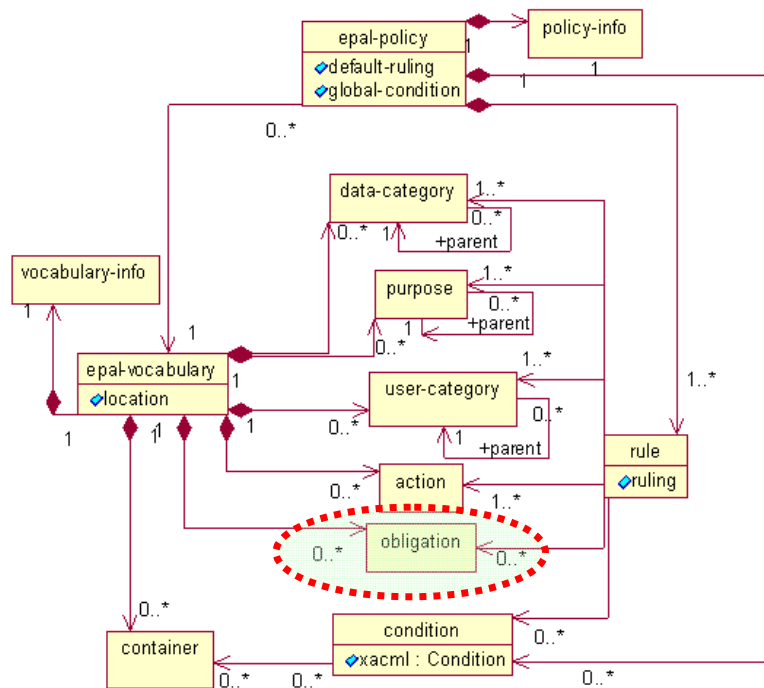 epal-policy
default-ruling
global-condition
policy-info
1
1
1
0..*
data-category
1..*
0..*
0..*
1
+parent
vocabulary-info
1
purpose
1..*
0..*
1
+parent
0..*
1
epal-vocabulary
location
1
1
1
1
1
user-category
1..*
0..*
0..*
1
+parent
1..*
rule
ruling
action
0..*
1..*
obligation
0..*
0..*
0..*
container
condition
xacml : Condition
0..*
0..*
0..*
0..*